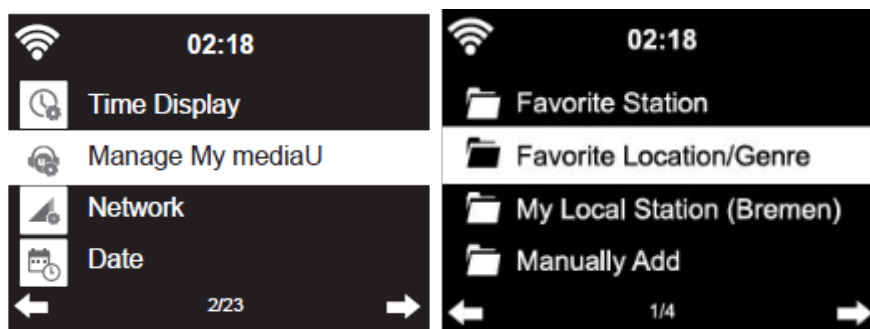 02:18
Time Display
Manage My mediaU
Network
Date
2/23
02:18
Favorite Station
Favorite Location/Genre
My Local Station (Bremen)
Manually Add
1/4